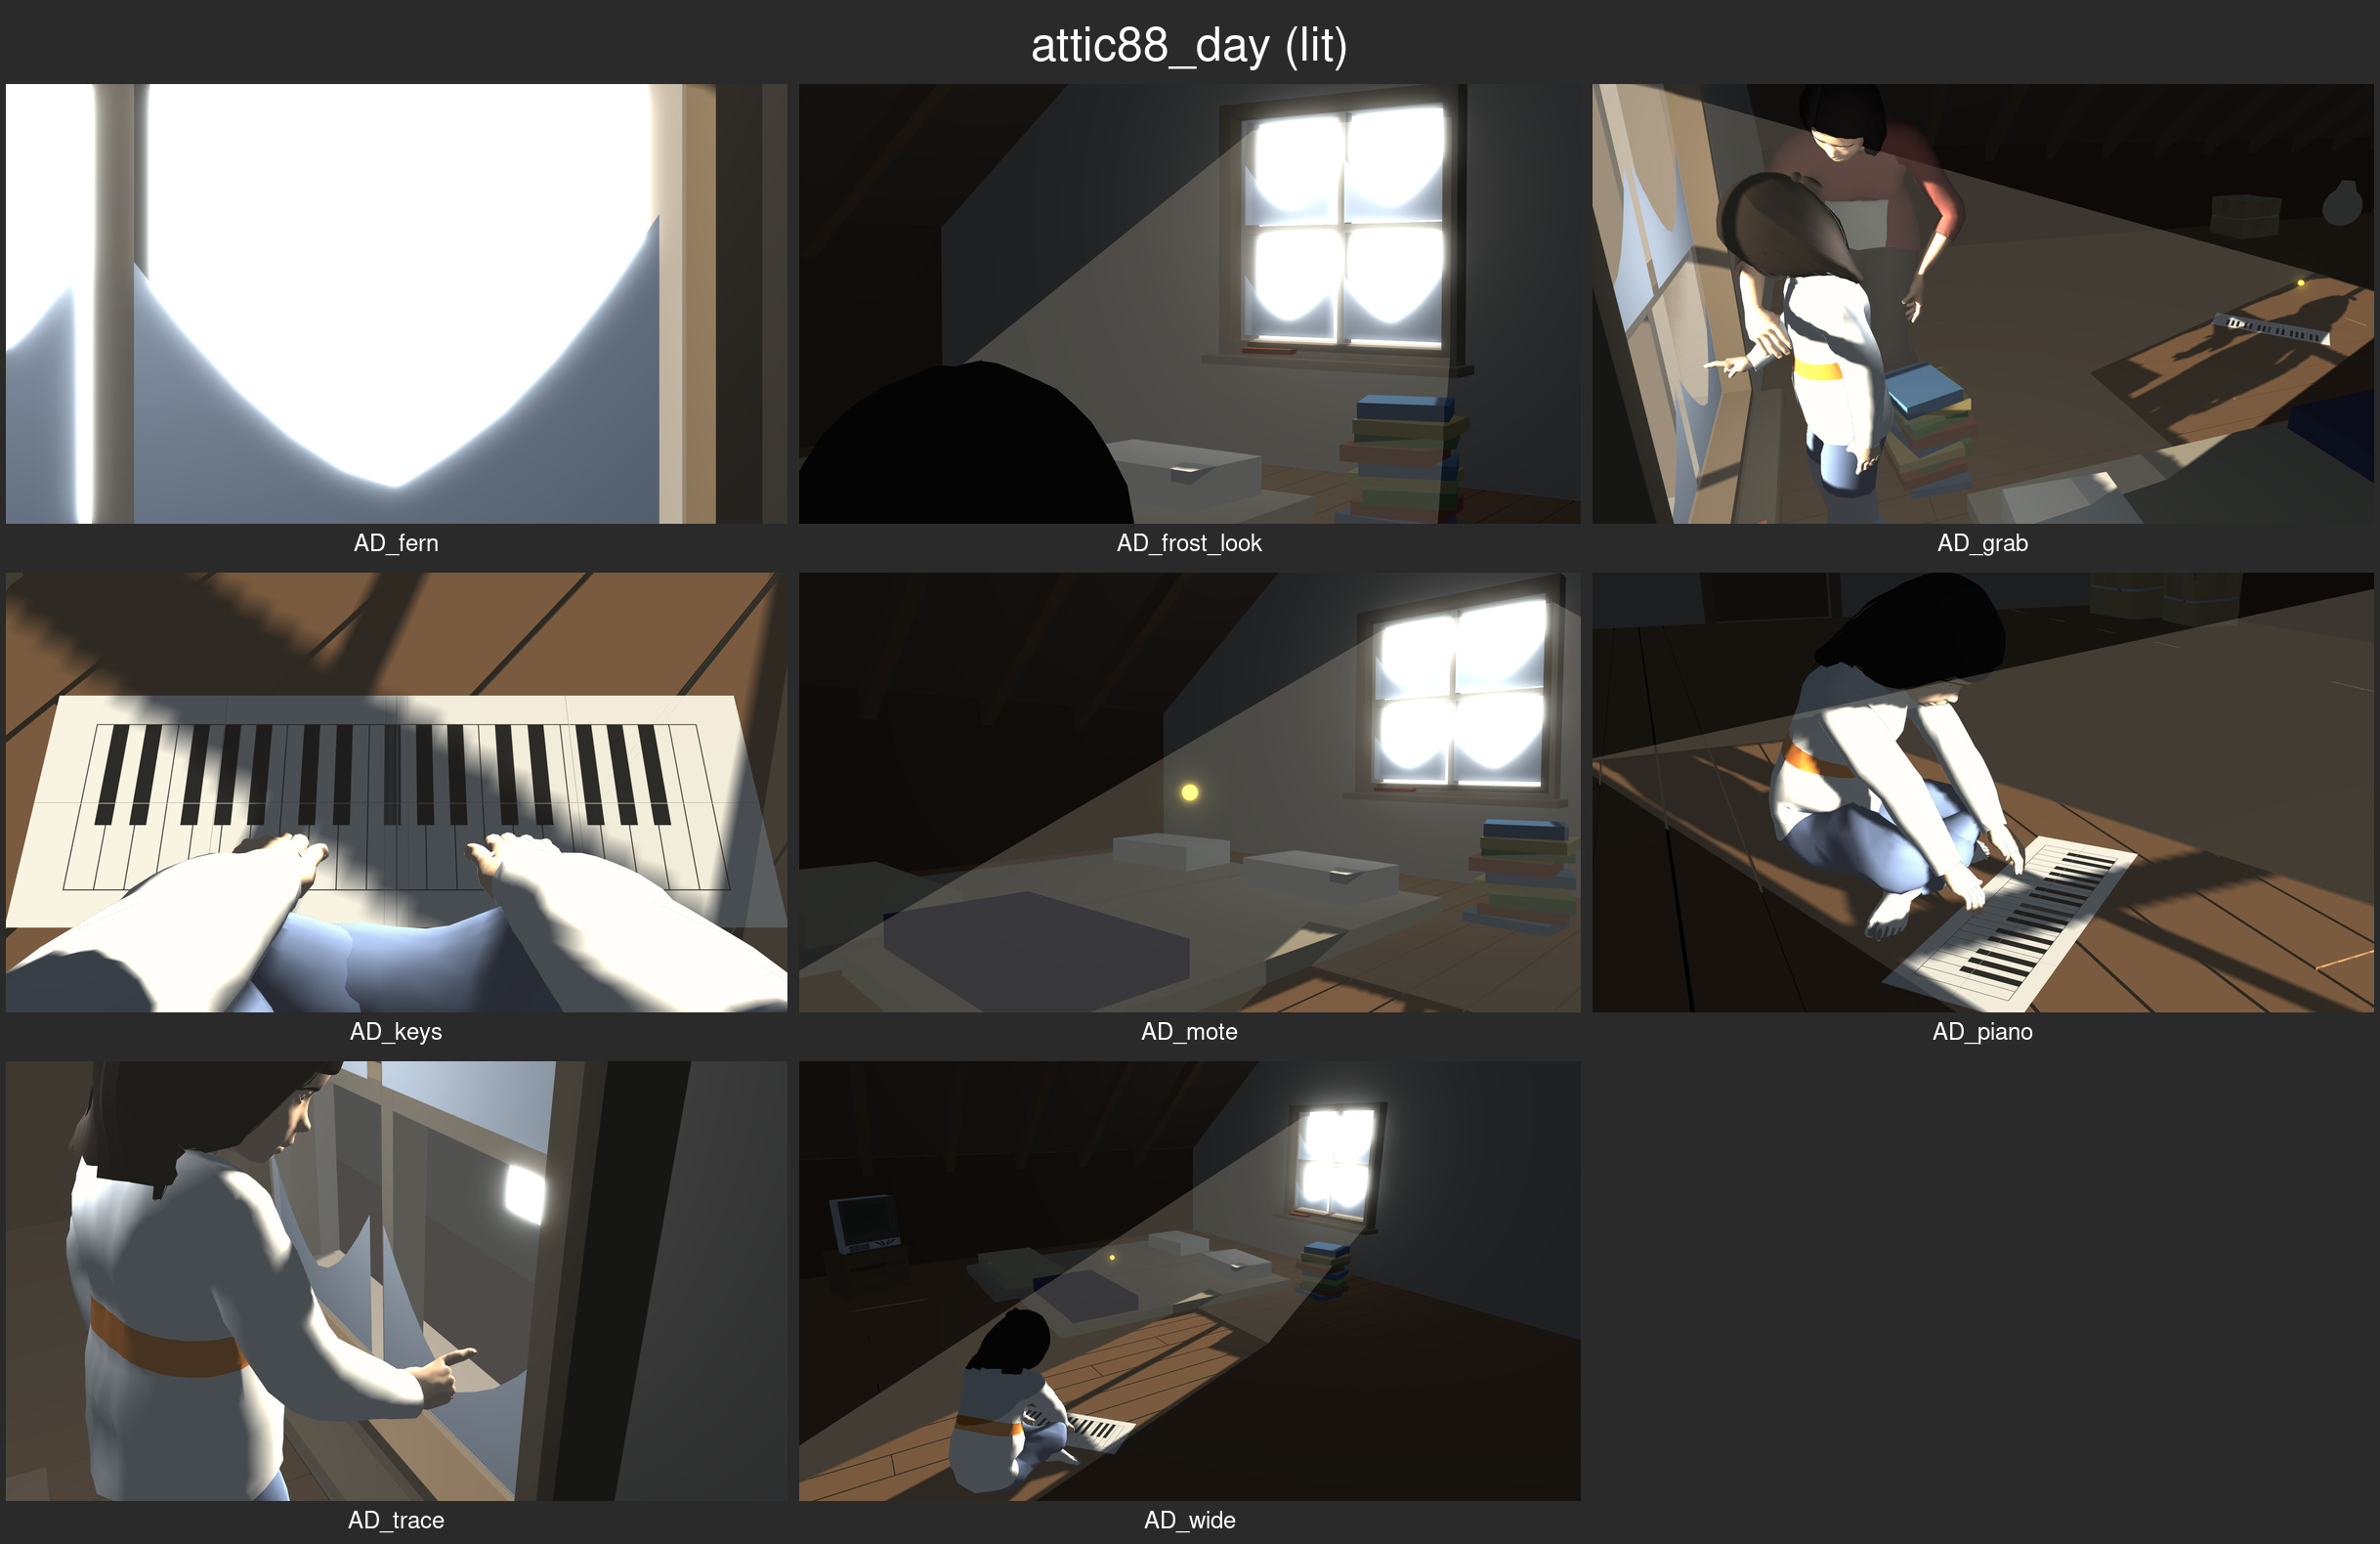 attic88_day (lit)
AD_fern
AD_frost_look
AD_grab
AD_keys
AD_mote
AD_piano
AD_trace
AD_wide